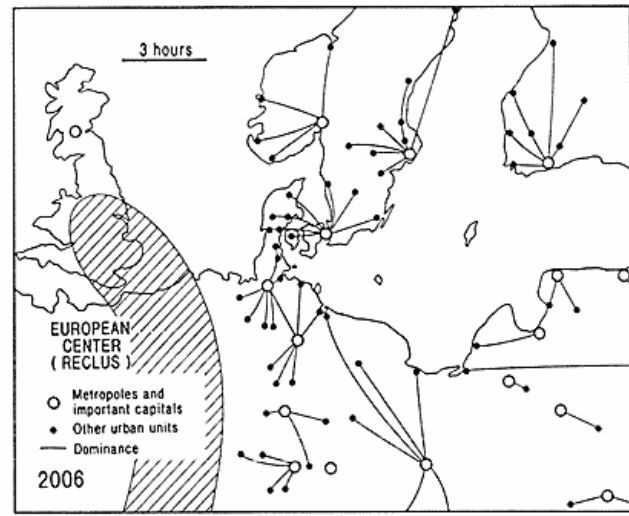 3 hours
EUROPEAN
CENTER
( RECLUS )
Metropoles and
important capitals
Other urban units
Dominance
2006